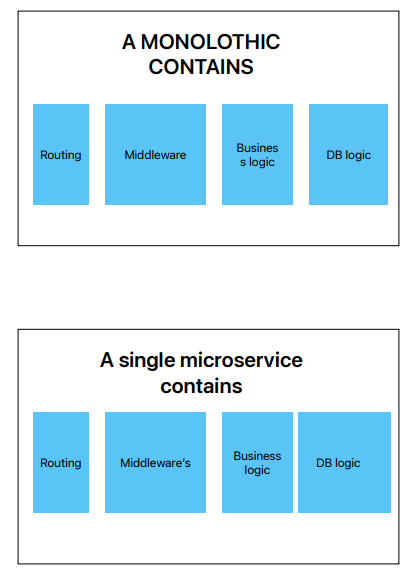 A MONOLOTHIC
CONTAINS
Routing
Middleware
Busines
s logic
DB logic
A single microservice
contains
Routing
Middleware's
Business
logic
DB logic